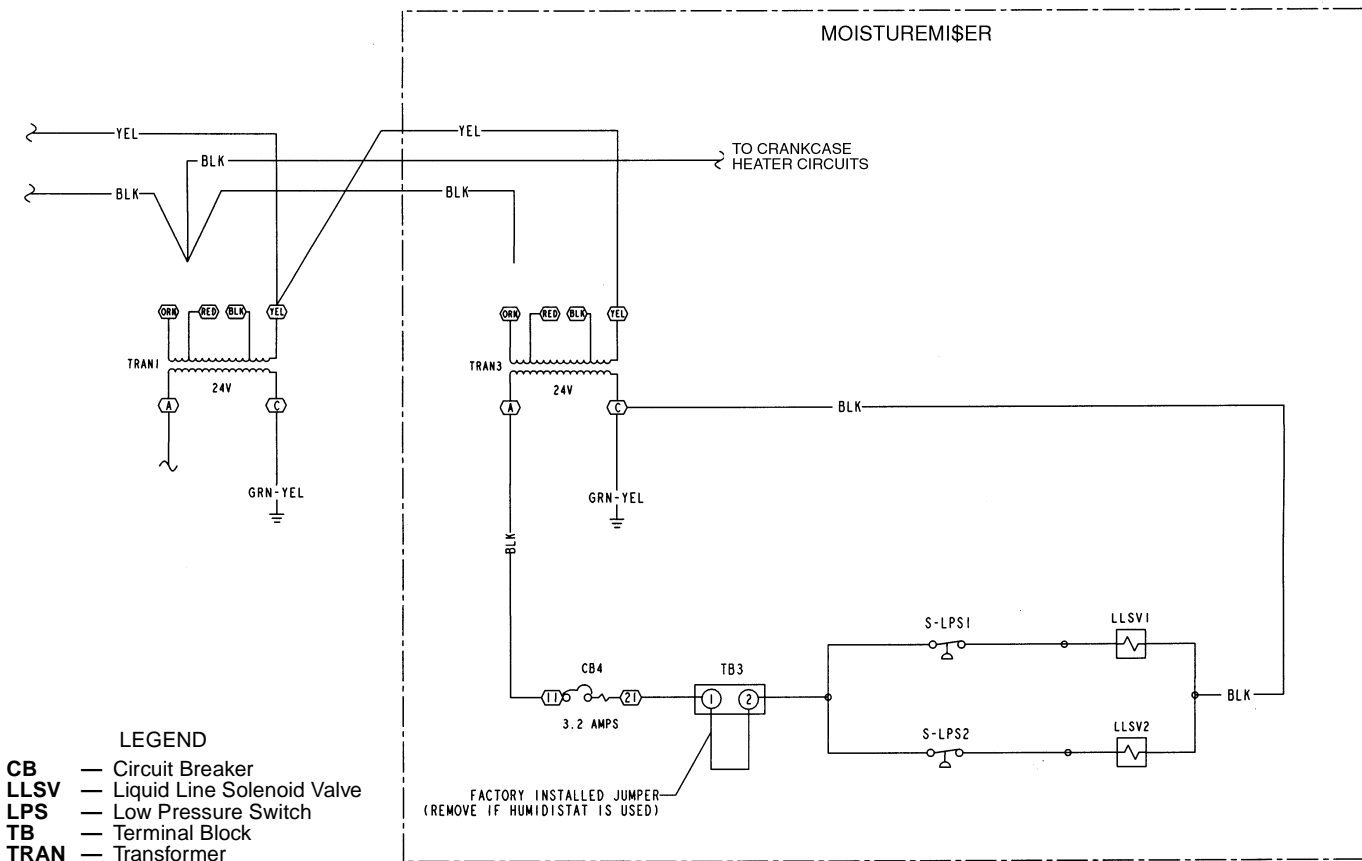 MOISTUREMI$ER
YEL
YEL
BLK
TO CRANKCASE
HEATER CIRCUITS
BLK
BLK
ORN
RED
BLK
YEL
ORN
RED
BLK
YEL
TRAN1
24V
TRAN3
24V
A
C
A
C
BLK
GRN-YEL
GRN-YEL
BLK
S-LPS1
LLSV1
CB4
TB3
11
21
1
2
BLK
3.2 AMPS
S-LPS2
LLSV2
FACTORY INSTALLED JUMPER
(REMOVE IF HUMIDISTAT IS USED)
LEGEND
CB — Circuit Breaker
LLSV — Liquid Line Solenoid Valve
LPS — Low Pressure Switch
TB — Terminal Block
TRAN — Transformer